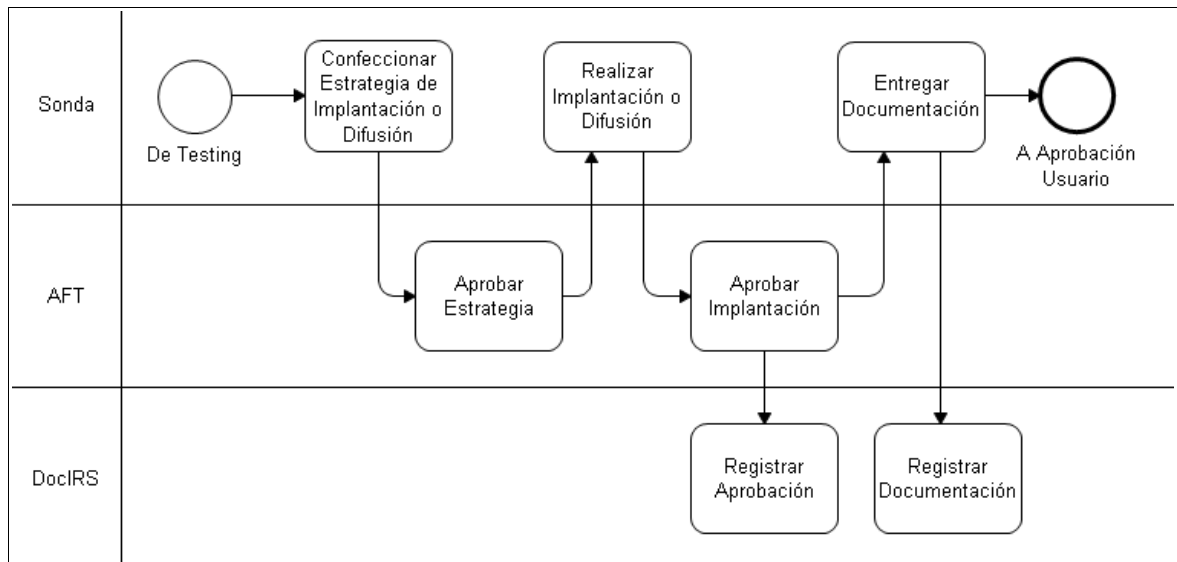 Sonda
De Testing
Confeccionar
Estrategia de
Implantación o
Difusión
Realizar
Implantación o
Difusión
Entregar
Documentación
A Aprobación
Usuario
AFT
Aprobar
Estrategia
Aprobar
Implantación
DocIRS
Registrar
Aprobación
Registrar
Documentación